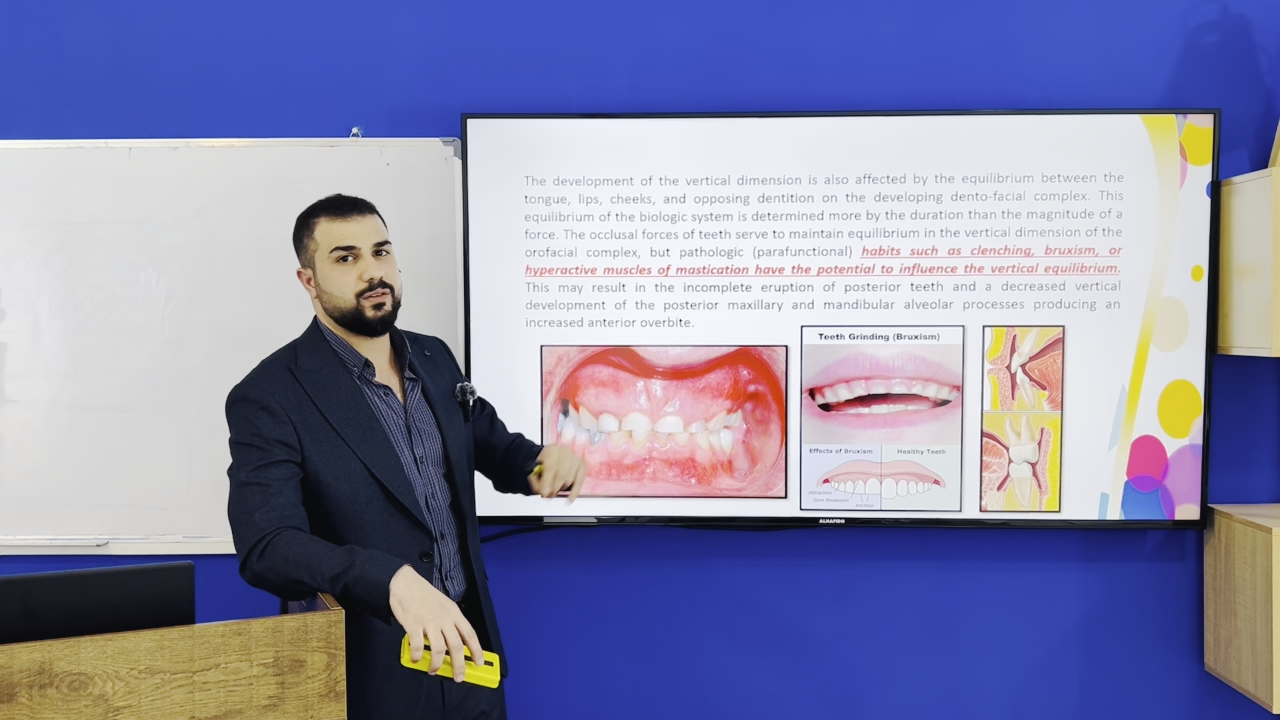 The development of the vertical dimension is also affected by the equilibrium between the
tongue, lips, cheeks, and opposing dentition on the developing dento-facial complex. This
equilibrium of the biologic system is determined more by the duration than the magnitude of a
force. The occlusal forces of teeth serve to maintain equilibrium in the vertical dimension of the
orofacial complex, but pathologic (parafunctional) habits such as clenching, bruxism, or
hyperactive muscles of mastication have the potential to influence the vertical equilibrium.
This may result in the incomplete eruption of posterior teeth and a decreased vertical
development of the posterior maxillary and mandibular alveolar processes producing an
increased anterior overbite.
Teeth Grinding (Bruxism)
Effects of Bruxism
Healthy Teeth
Gum Recession